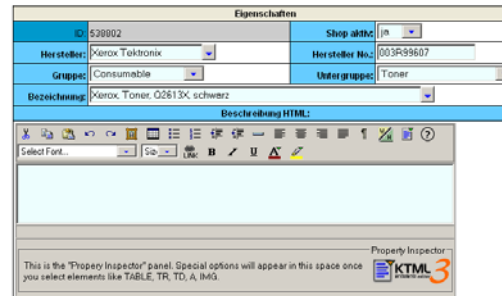 Eigenschaften
ID: 538802 Shop aktiv: ja
Hersteller: Xerox Tektronix Hersteller No.: 003R99607
Gruppe: Consumable Untergruppe: Toner
Bezeichnung: Xerox, Toner, Q2613X, schwarz
Beschreibung HTML:
Select Font... Siz LINK B I U A
Property Inspector
This is the "Propery Inspector" panel. Special options will appear in this space once
you select elements like TABLE, TR, TD, A, IMG.
KTML 3